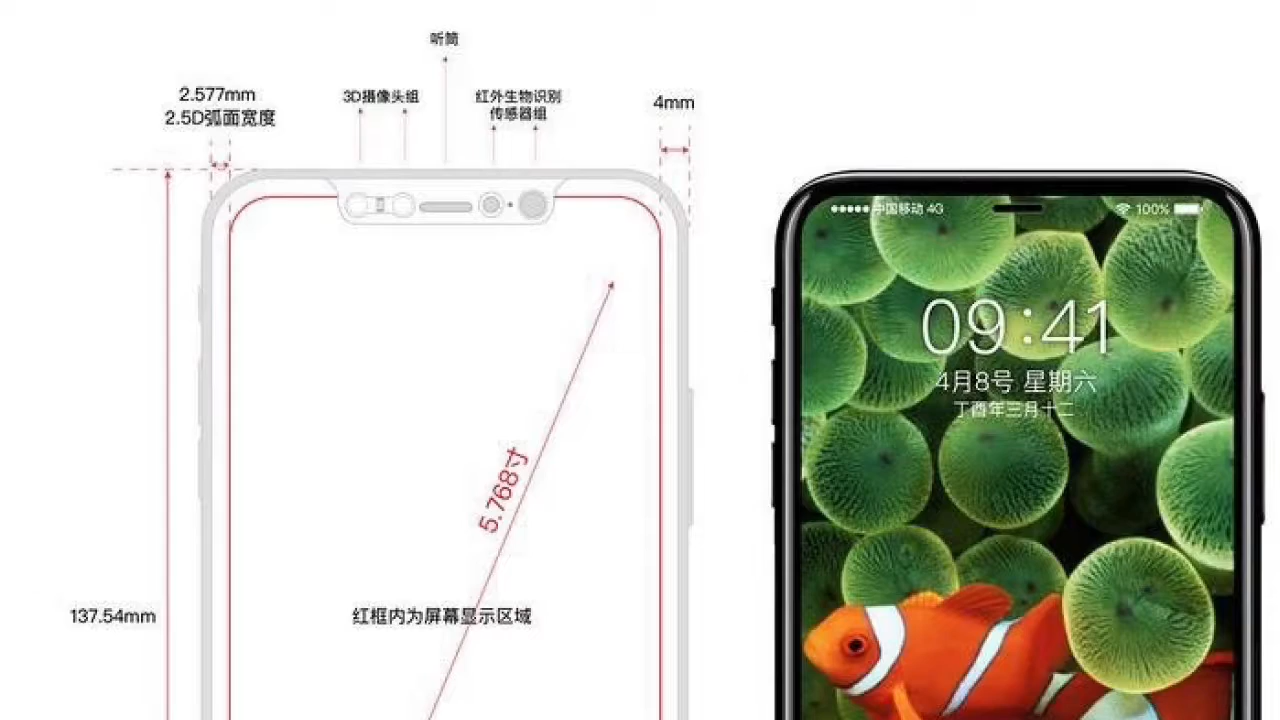 听筒
2.577mm
2.5D弧面宽度
3D摄像头组
红外生物识别
传感器组
4mm
中国移动 4G
100%
09:41
4月8号 星期六
丁酉年三月十二
5.768寸
137.54mm
红框内为屏幕显示区域